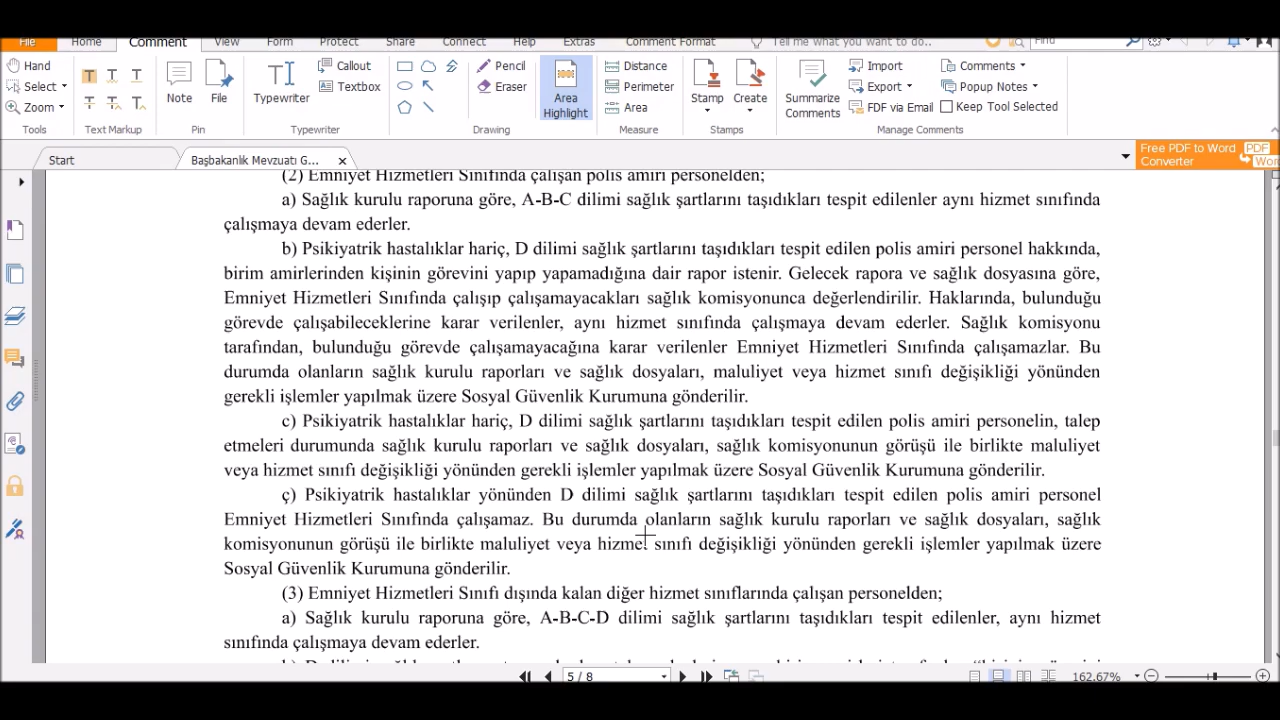 File Home Comment View Form Protect Share Connect Help Extras Comment Format Tell me what you want to do.. Find
Hand
Select
Zoom
Tools
Text Markup
Note
File
Pin
Typewriter
Callout
Textbox
Typewriter
Pencil
Eraser
Drawing
Area
Highlight
Distance
Perimeter
Area
Measure
Stamp
Create
Stamps
Summarize
Comments
Import
Export
FDF via Email
Comments
Popup Notes
Keep Tool Selected
Manage Comments
Start
Başbakanlık Mevzuatı G...
Free PDF to Word
Converter
(2) Emniyet Hizmetleri Sınıfında çalışan polis amiri personelden;
a) Sağlık kurulu raporuna göre, A-B-C dilimi sağlık şartlarını taşıdıkları tespit edilenler aynı hizmet sınıfında
çalışmaya devam ederler.
b) Psikiyatrik hastalıklar hariç, D dilimi sağlık şartlarını taşıdıkları tespit edilen polis amiri personel hakkında,
birim amirlerinden kişinin görevini yapıp yapamadığına dair rapor istenir. Gelecek rapora ve sağlık dosyasına göre,
Emniyet Hizmetleri Sınıfında çalışıp çalışamayacakları sağlık komisyonunca değerlendirilir. Haklarında, bulunduğu
görevde çalışabileceklerine karar verilenler, aynı hizmet sınıfında çalışmaya devam ederler. Sağlık komisyonu
tarafından, bulunduğu görevde çalışamayacağına karar verilenler Emniyet Hizmetleri Sınıfında çalışamazlar. Bu
durumda olanların sağlık kurulu raporları ve sağlık dosyaları, maluliyet veya hizmet sınıfı değişikliği yönünden
gerekli işlemler yapılmak üzere Sosyal Güvenlik Kurumuna gönderilir.
c) Psikiyatrik hastalıklar hariç, D dilimi sağlık şartlarını taşıdıkları tespit edilen polis amiri personelin, talep
etmeleri durumunda sağlık kurulu raporları ve sağlık dosyaları, sağlık komisyonunun görüşü ile birlikte maluliyet
veya hizmet sınıfı değişikliği yönünden gerekli işlemler yapılmak üzere Sosyal Güvenlik Kurumuna gönderilir.
ç) Psikiyatrik hastalıklar yönünden D dilimi sağlık şartlarını taşıdıkları tespit edilen polis amiri personel
Emniyet Hizmetleri Sınıfında çalışamaz. Bu durumda olanların sağlık kurulu raporları ve sağlık dosyaları, sağlık
komisyonunun görüşü ile birlikte maluliyet veya hizmet sınıfı değişikliği yönünden gerekli işlemler yapılmak üzere
Sosyal Güvenlik Kurumuna gönderilir.
(3) Emniyet Hizmetleri Sınıfı dışında kalan diğer hizmet sınıflarında çalışan personelden;
a) Sağlık kurulu raporuna göre, A-B-C-D dilimi sağlık şartlarını taşıdıkları tespit edilenler, aynı hizmet
sınıfında çalışmaya devam ederler.
5 / 8
162.67%